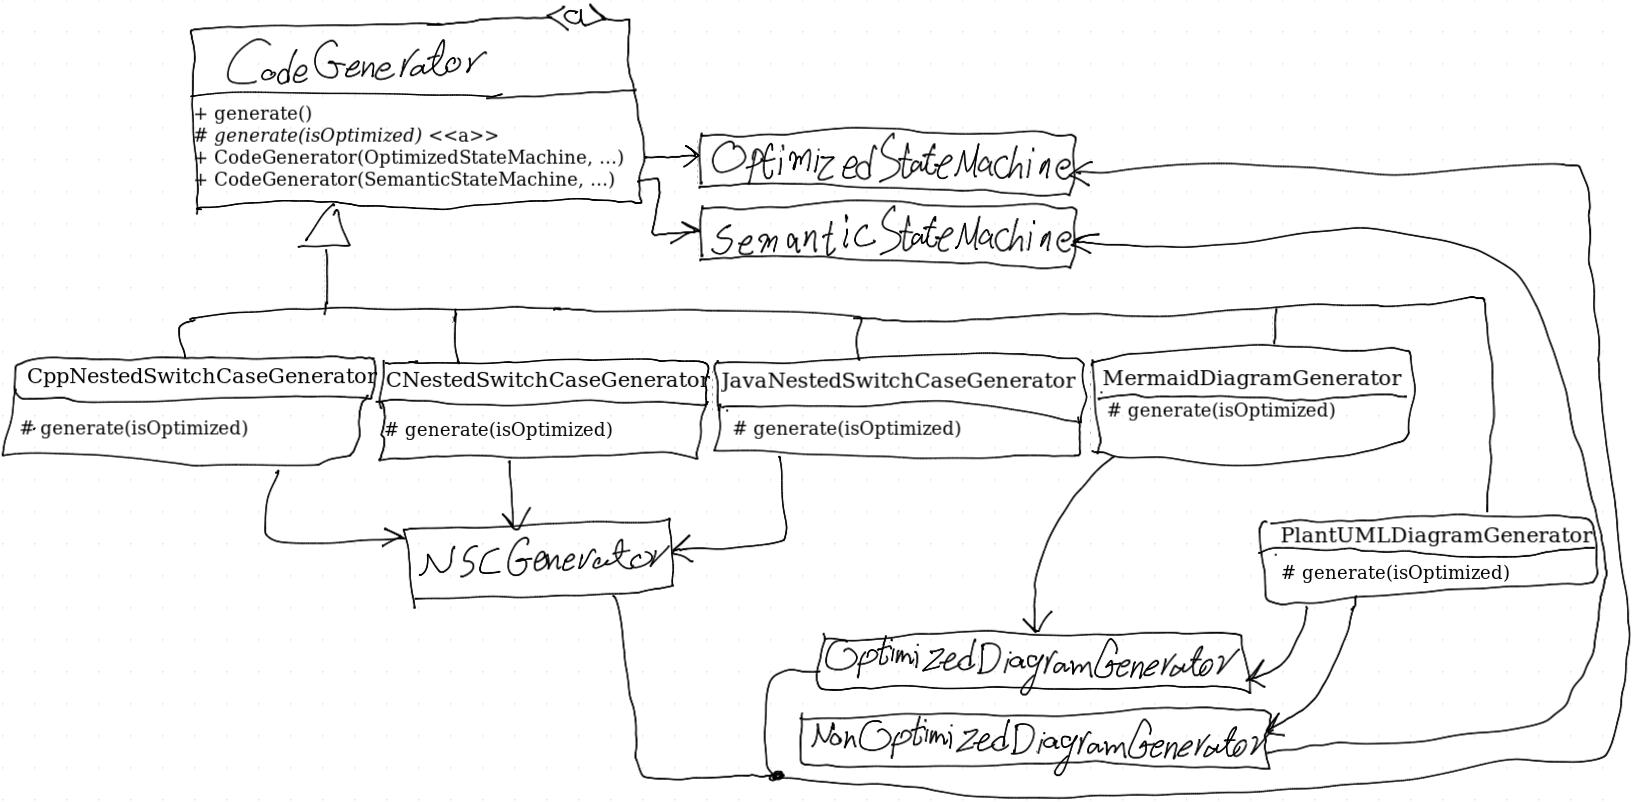 <a>
CodeGenerator
+ generate()
# generate(isOptimized) <<a>>
+ CodeGenerator(OptimizedStateMachine, ...)
+ CodeGenerator(SemanticStateMachine, ...)
OptimizedStateMachine
SemanticStateMachine
CppNestedSwitchCaseGenerator
# generate(isOptimized)
CNestedSwitchCaseGenerator
# generate(isOptimized)
JavaNestedSwitchCaseGenerator
# generate(isOptimized)
MermaidDiagramGenerator
# generate(isOptimized)
NSCGenerator
PlantUMLDiagramGenerator
# generate(isOptimized)
OptimizedDiagramGenerator
NonOptimizedDiagramGenerator